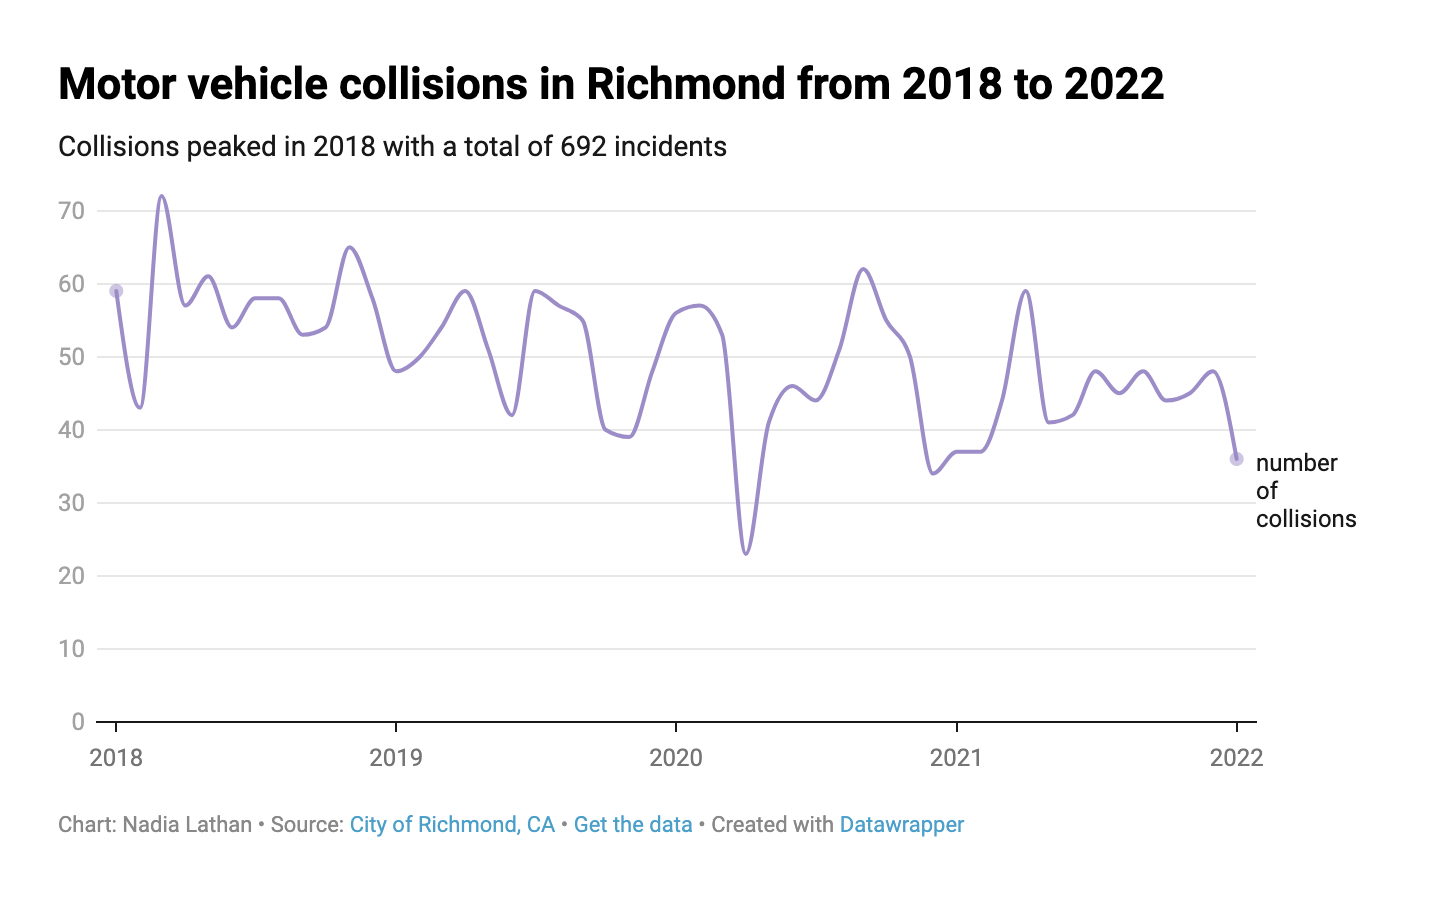 Motor vehicle collisions in Richmond from 2018 to 2022
Collisions peaked in 2018 with a total of 692 incidents
70
60
50
40
30
20
10
0
number
of
collisions
2018 2019 2020 2021 2022
Chart: Nadia Lathan • Source: City of Richmond, CA • Get the data • Created with Datawrapper